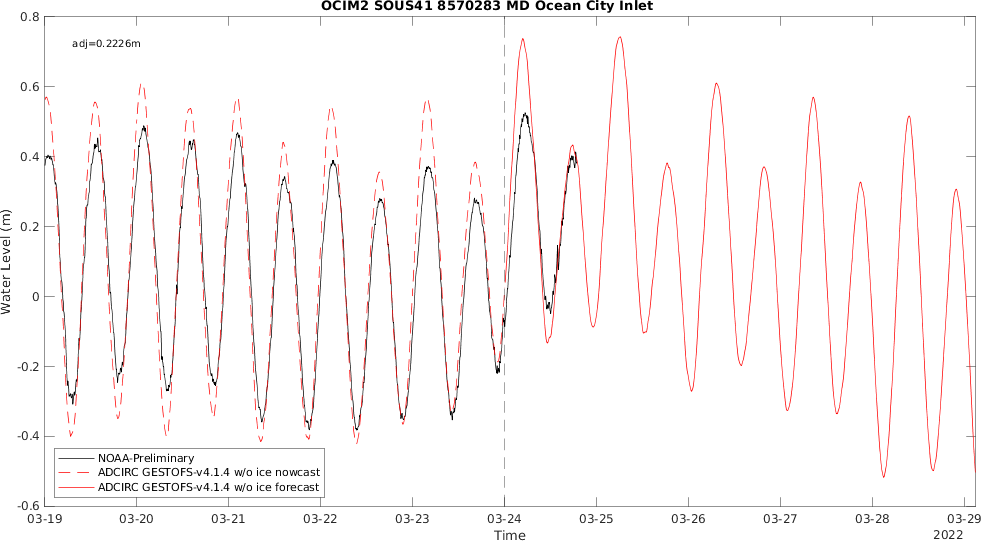 OCIM2 SOUS41 8570283 MD Ocean City Inlet
adj=0.2226m
0.8
0.6
0.4
0.2
0
-0.2
-0.4
-0.6
Water Level (m)
NOAA-Preliminary
ADCIRC GESTOFS-v4.1.4 w/o ice nowcast
ADCIRC GESTOFS-v4.1.4 w/o ice forecast
03-19 03-20 03-21 03-22 03-23 03-24 03-25 03-26 03-27 03-28 03-29
Time
2022